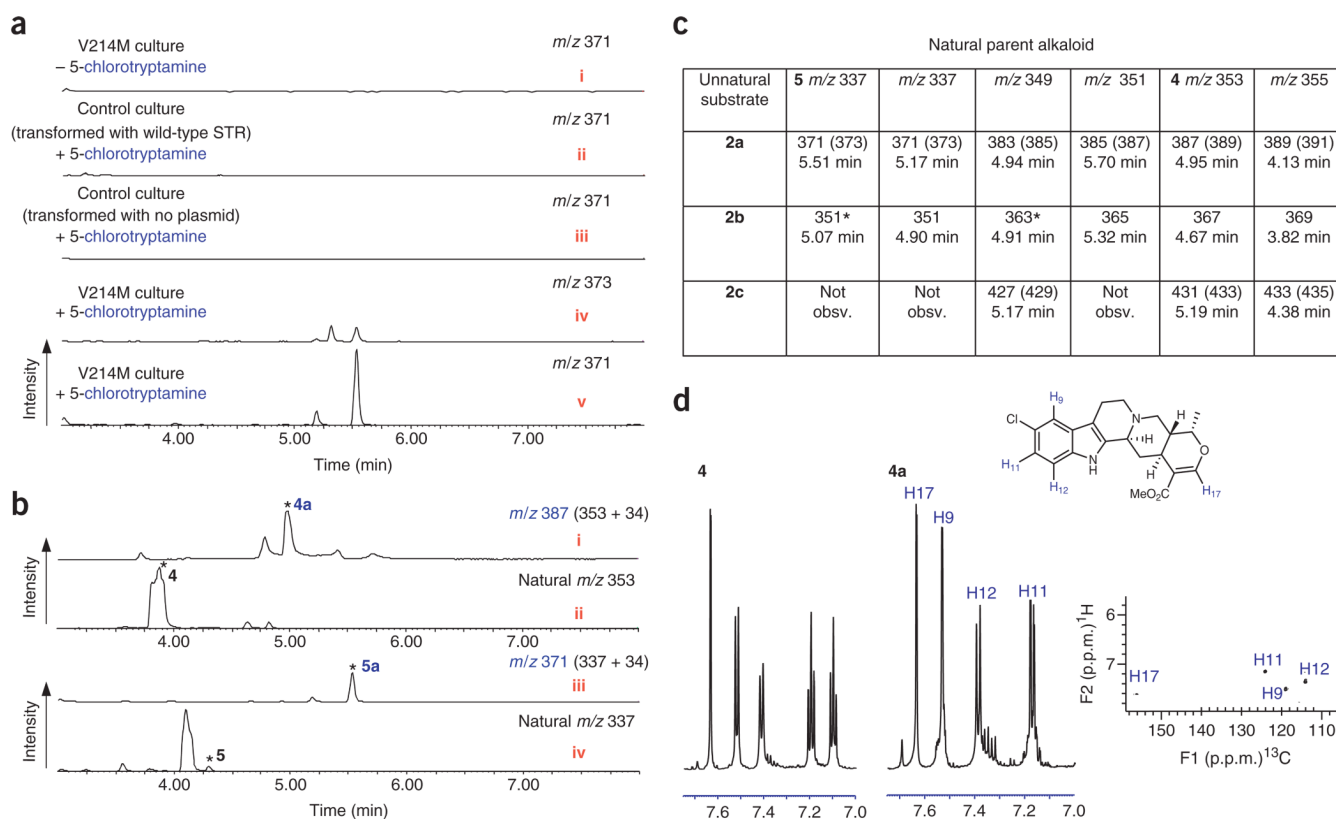 a
V214M culture
– 5-chlorotryptamine
m/z 371
i
Control culture
(transformed with wild-type STR)
+ 5-chlorotryptamine
m/z 371
ii
Control culture
(transformed with no plasmid)
+ 5-chlorotryptamine
m/z 371
iii
V214M culture
+ 5-chlorotryptamine
m/z 373
iv
V214M culture
+ 5-chlorotryptamine
m/z 371
v
Intensity
4.00 5.00 6.00 7.00
Time (min)
b
* 4a
m/z 387 (353 + 34)
i
Intensity
* 4
Natural m/z 353
ii
4.00 5.00 6.00 7.00
* 5a
m/z 371 (337 + 34)
iii
Intensity
Natural m/z 337
* 5
iv
4.00 5.00 6.00 7.00
Time (min)
c
Natural parent alkaloid
Unnatural substrate 5 m/z 337 m/z 337 m/z 349 m/z 351 4 m/z 353 m/z 355
2a 371 (373) 371 (373) 383 (385) 385 (387) 387 (389) 389 (391)
5.51 min 5.17 min 4.94 min 5.70 min 4.95 min 4.13 min
2b 351* 351 363* 365 367 369
5.07 min 4.90 min 4.91 min 5.32 min 4.67 min 3.82 min
2c Not obsv. Not obsv. 427 (429) Not obsv. 431 (433) 433 (435)
5.17 min 5.19 min 4.38 min
d
H9
Cl
N
H
H
O
H11
NH
H
H12
MeO2C
H17
4
7.6 7.4 7.2 7.0
4a
H17
H9
H12
H11
7.6 7.4 7.2 7.0
F2 (p.p.m.) 1H
6
7
H17
H11
H9
H12
150 140 130 120 110
F1 (p.p.m.) 13C